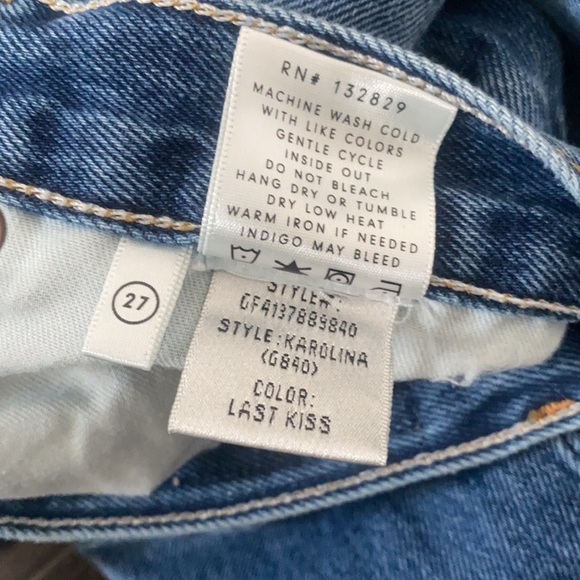 RN# 132829
MACHINE WASH COLD
WITH LIKE COLORS
GENTLE CYCLE
INSIDE OUT
DO NOT BLEACH
HANG DRY OR TUMBLE
DRY LOW HEAT
WARM IRON IF NEEDED
INDIGO MAY BLEED
27
STYLE#:
GF4137889840
STYLE:KAROLINA
(G840)
COLOR:
LAST KISS